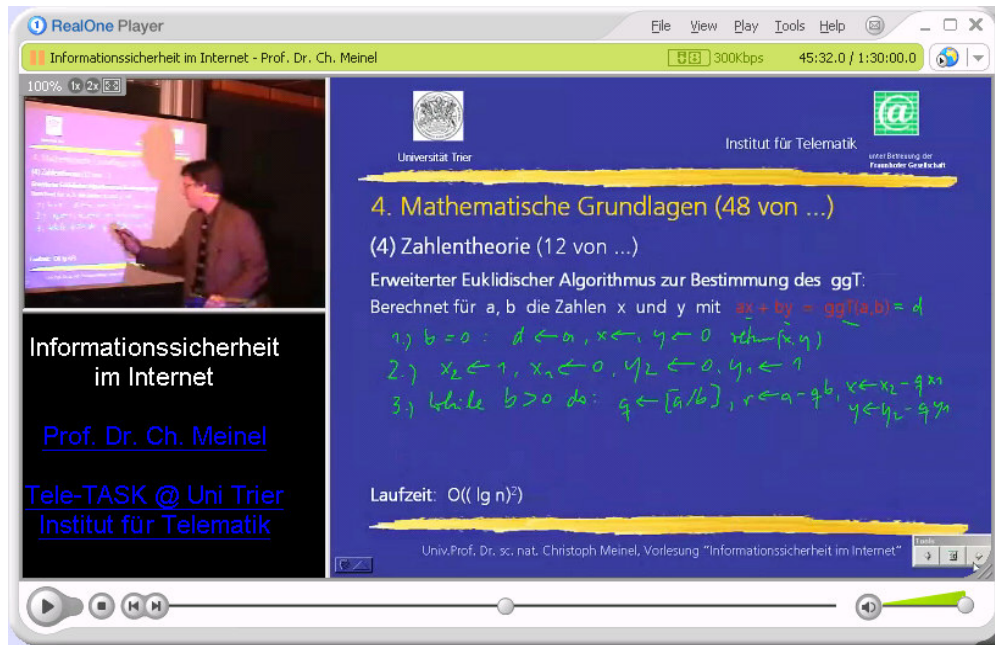 RealOne Player
File View Play Tools Help
Informationssicherheit im Internet - Prof. Dr. Ch. Meinel
300Kbps 45:32.0 / 1:30:00.0
100% 1x 2x
Universität Trier
Institut für Telematik
unter Betreuung der
Fraunhofer Gesellschaft
4. Mathematische Grundlagen (48 von ...)
(4) Zahlentheorie (12 von ...)
Erweiterter Euklidischer Algorithmus zur Bestimmung des ggT:
Berechnet für a, b die Zahlen x und y mit ax + by = ggT(a,b) = d
1.) b = 0 : d ← a, x ←, y ← 0 return (x, y)
2.) x₂ ← 1, x₁ ← 0, y₂ ← 0, y₁ ← 1
3.) While b > 0 do: q ← ⌊a/b⌋, r ← a - qb, x ← x₂ - qx₁
y ← y₂ - qy₁
Laufzeit: O(( lg n)²)
Univ.Prof. Dr. sc. nat. Christoph Meinel, Vorlesung "Informationssicherheit im Internet"
Tools
Informationssicherheit
im Internet
Prof. Dr. Ch. Meinel
Tele-TASK @ Uni Trier
Institut für Telematik